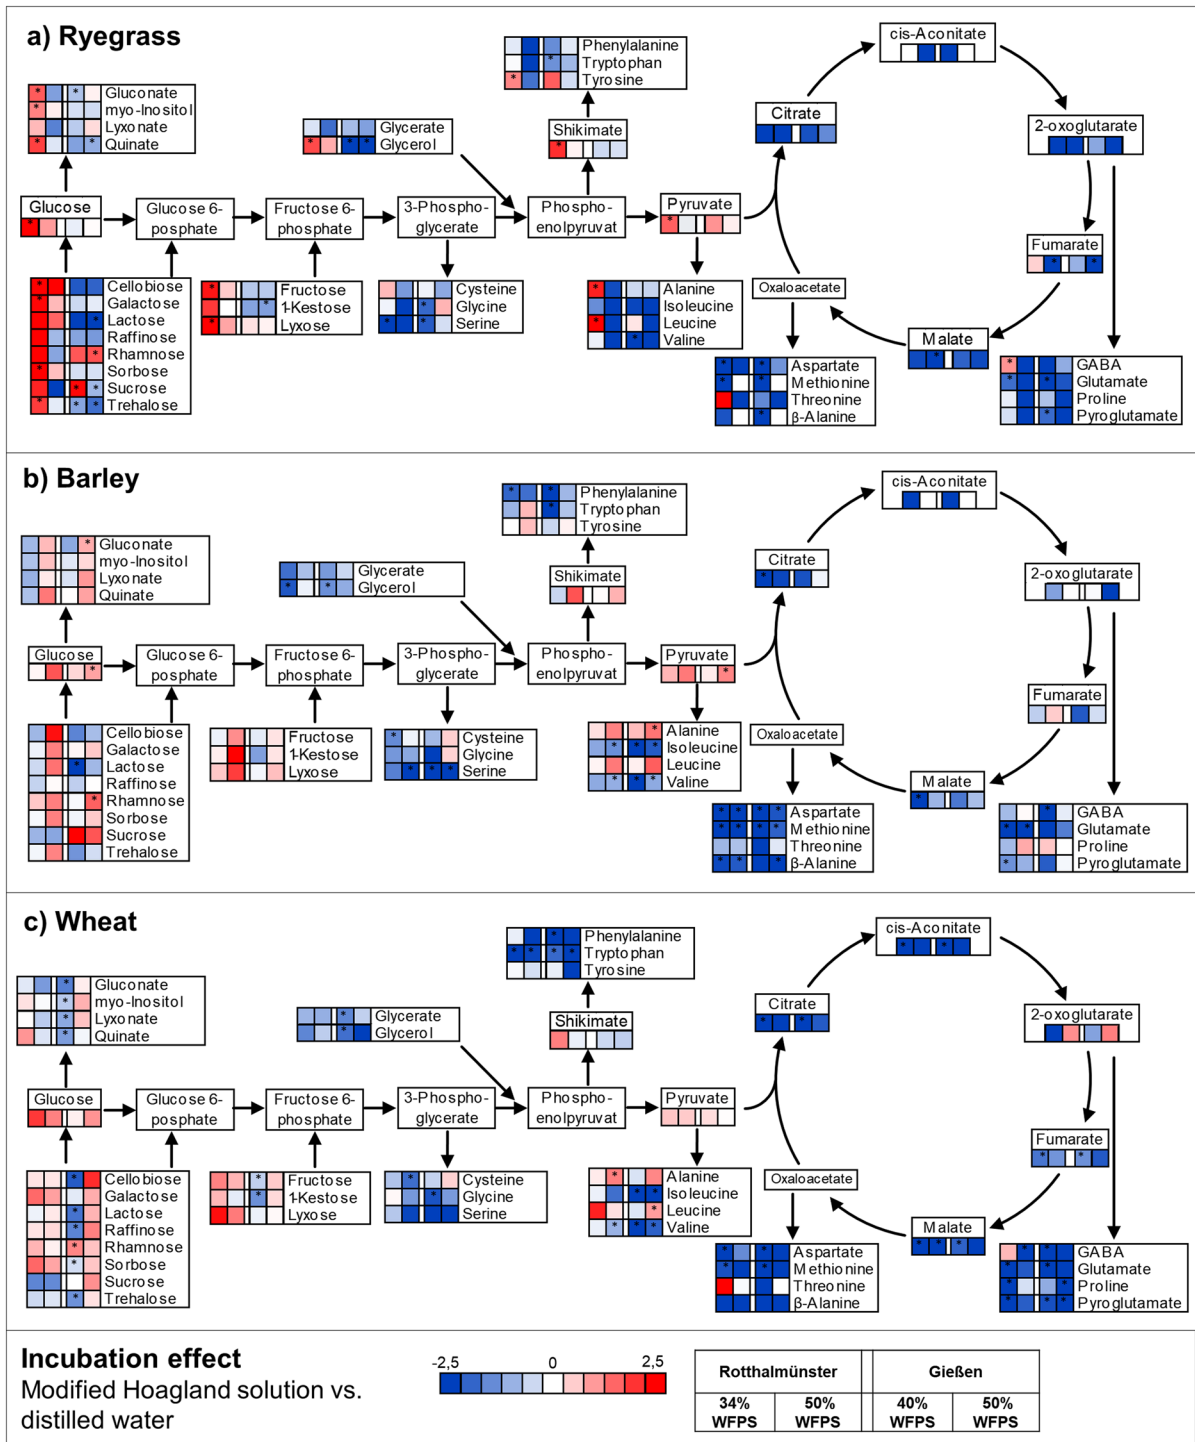 a) Ryegrass
Phenylalanine
Tryptophan
Tyrosine
cis-Aconitate
Gluconate
myo-Inositol
Lyxonate
Quinate
Glycerate
Glycerol
Shikimate
Citrate
2-oxoglutarate
Glucose
Glucose 6-
posphate
Fructose 6-
phosphate
3-Phospho-
glycerate
Phospho-
enolpyruvat
Pyruvate
Fumarate
Cellobiose
Galactose
Lactose
Raffinose
Rhamnose
Sorbose
Sucrose
Trehalose
Fructose
1-Kestose
Lyxose
Cysteine
Glycine
Serine
Alanine
Isoleucine
Leucine
Valine
Oxaloacetate
Malate
Aspartate
Methionine
Threonine
β-Alanine
GABA
Glutamate
Proline
Pyroglutamate
b) Barley
Phenylalanine
Tryptophan
Tyrosine
cis-Aconitate
Gluconate
myo-Inositol
Lyxonate
Quinate
Glycerate
Glycerol
Shikimate
Citrate
2-oxoglutarate
Glucose
Glucose 6-
posphate
Fructose 6-
phosphate
3-Phospho-
glycerate
Phospho-
enolpyruvat
Pyruvate
Fumarate
Cellobiose
Galactose
Lactose
Raffinose
Rhamnose
Sorbose
Sucrose
Trehalose
Fructose
1-Kestose
Lyxose
Cysteine
Glycine
Serine
Alanine
Isoleucine
Leucine
Valine
Oxaloacetate
Malate
Aspartate
Methionine
Threonine
β-Alanine
GABA
Glutamate
Proline
Pyroglutamate
c) Wheat
Phenylalanine
Tryptophan
Tyrosine
cis-Aconitate
Gluconate
myo-Inositol
Lyxonate
Quinate
Glycerate
Glycerol
Shikimate
Citrate
2-oxoglutarate
Glucose
Glucose 6-
posphate
Fructose 6-
phosphate
3-Phospho-
glycerate
Phospho-
enolpyruvat
Pyruvate
Fumarate
Cellobiose
Galactose
Lactose
Raffinose
Rhamnose
Sorbose
Sucrose
Trehalose
Fructose
1-Kestose
Lyxose
Cysteine
Glycine
Serine
Alanine
Isoleucine
Leucine
Valine
Oxaloacetate
Malate
Aspartate
Methionine
Threonine
β-Alanine
GABA
Glutamate
Proline
Pyroglutamate
Incubation effect
Modified Hoagland solution vs.
distilled water
-2,5 0 2,5
Rotthalmünster Gießen
34% 50% 40% 50%
WFPS WFPS WFPS WFPS